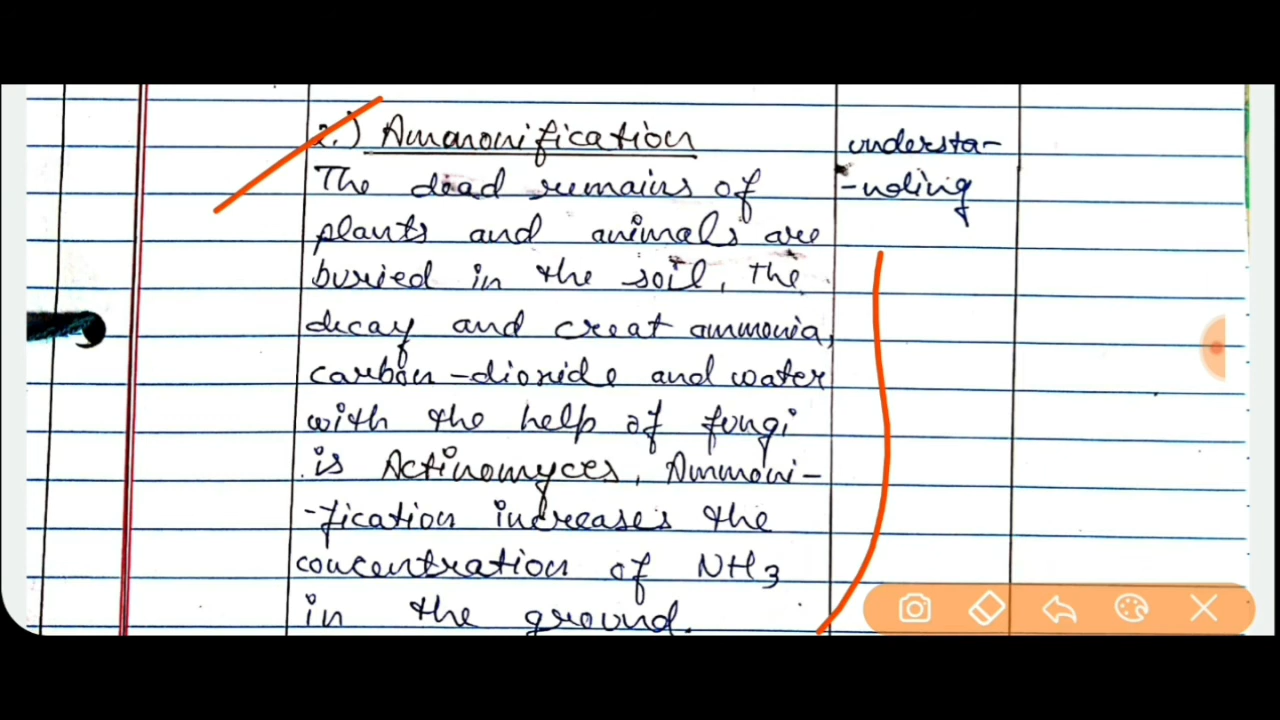 2.) Ammonification
The dead remains of
plants and animals are
buried in the soil, the
decay and creat ammonia,
carbon-dioxide and water
with the help of fungi
is Actinomyces, Ammoni-
-fication increases the
concentration of NH3
in the ground.
understa-
-nding